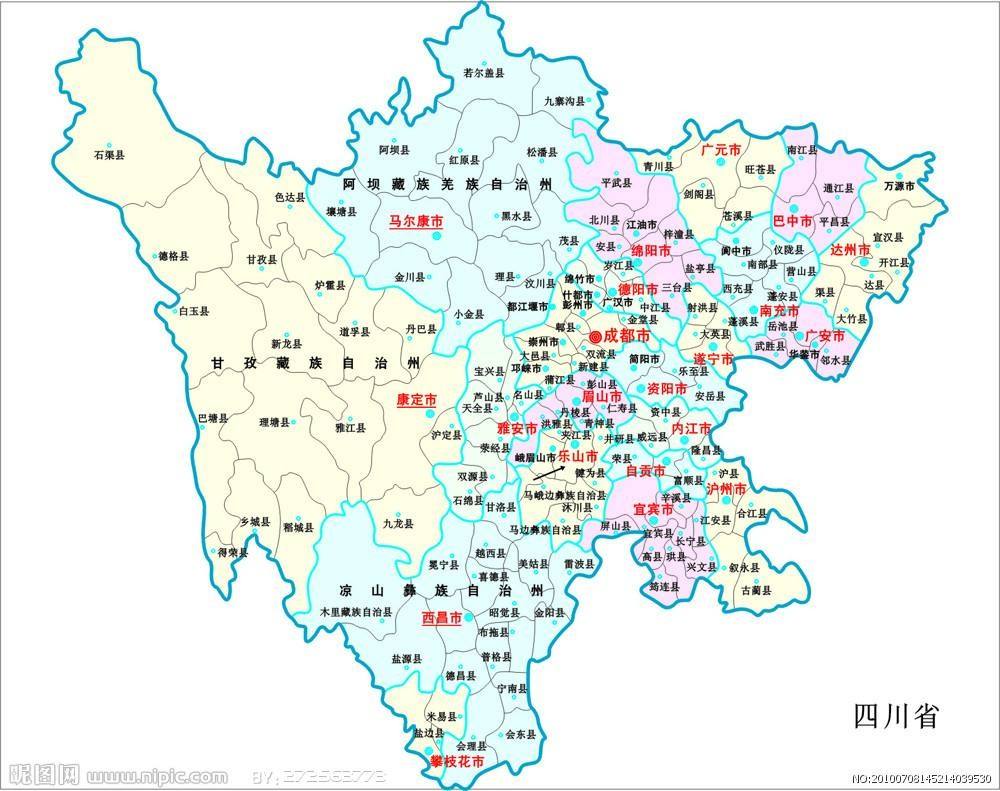 若尔盖县
九寨沟县
阿坝县
红原县
松潘县
石渠县
阿坝藏族羌族自治州
色达县
壤塘县
马尔康市
黑水县
茂县
德格县
甘孜县
金川县
理县
汶川县
炉霍县
白玉县
道孚县
丹巴县
小金县
都江堰市
新龙县
甘孜藏族自治州
康定市
巴塘县
理塘县
雅江县
泸定县
乡城县
稻城县
得荣县
九龙县
青川县
广元市
旺苍县
南江县
平武县
剑阁县
苍溪县
通江县
万源市
北川县
江油市
梓潼县
巴中市
平昌县
安县
绵阳市
阆中市
仪陇县
达州市
宣汉县
开江县
盐亭县
南部县
营山县
绵竹市
岁江县
德阳市
三台县
西充县
蓬安县
渠县
达县
什都市
广汉市
中江县
射洪县
蓬溪县
南充市
大竹县
彭州市
金堂县
岳池县
广安市
郫县
成都市
大英县
武胜县
华蓥市
邻水县
崇州市
大邑县
双流县
简阳市
遂宁市
邛崃市
新建县
乐至县
宝兴县
蒲江县
彭山县
资阳市
安岳县
芦山县
名山县
眉山市
天全县
丹棱县
仁寿县
资中县
雅安市
洪雅县
青神县
内江市
荥经县
夹江县
井研县
威远县
峨眉山市
乐山市
荣县
隆昌县
双源县
犍为县
自贡市
富顺县
泸县
石绵县
甘洛县
马峨边彝族自治县
沐川县
宜宾市
辛溪县
泸州市
合江县
马边彝族自治县
屏山县
宜宾县
江安县
长宁县
高县
珙县
兴文县
叙永县
筠连县
古蔺县
越西县
冕宁县
美姑县
雷波县
喜德县
凉山彝族自治州
木里藏族自治县
西昌市
昭觉县
金阳县
布拖县
盐源县
普格县
德昌县
宁南县
米易县
盐边县
会理县
会东县
攀枝花市
四川省
昵图网 www.nipic.com
BY: 272563773
NO:20100708145214039530